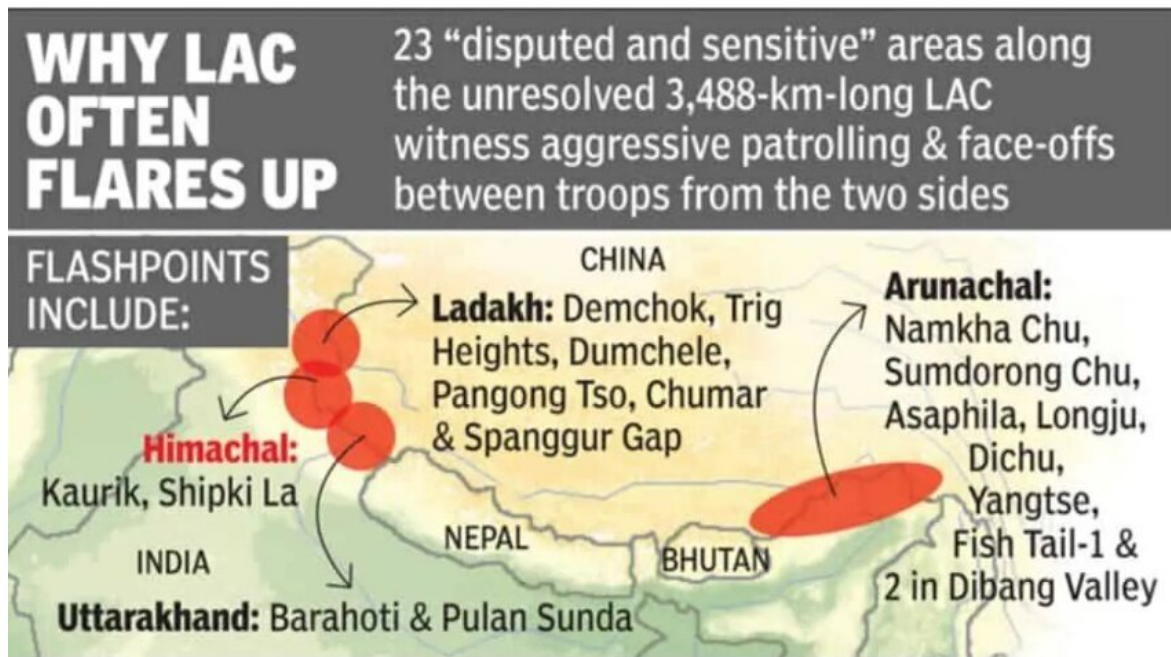 WHY LAC
OFTEN
FLARES UP
23 “disputed and sensitive” areas along
the unresolved 3,488-km-long LAC
witness aggressive patrolling & face-offs
between troops from the two sides
FLASHPOINTS
INCLUDE:
CHINA
Ladakh: Demchok, Trig
Heights, Dumchele,
Pangong Tso, Chumar
& Spanggur Gap
Arunachal:
Namkha Chu,
Sumdorong Chu,
Asaphila, Longju,
Dichu,
Yangtse,
Fish Tail-1 &
2 in Dibang Valley
Himachal:
Kaurik, Shipki La
INDIA
NEPAL
BHUTAN
Uttarakhand: Barahoti & Pulan Sunda